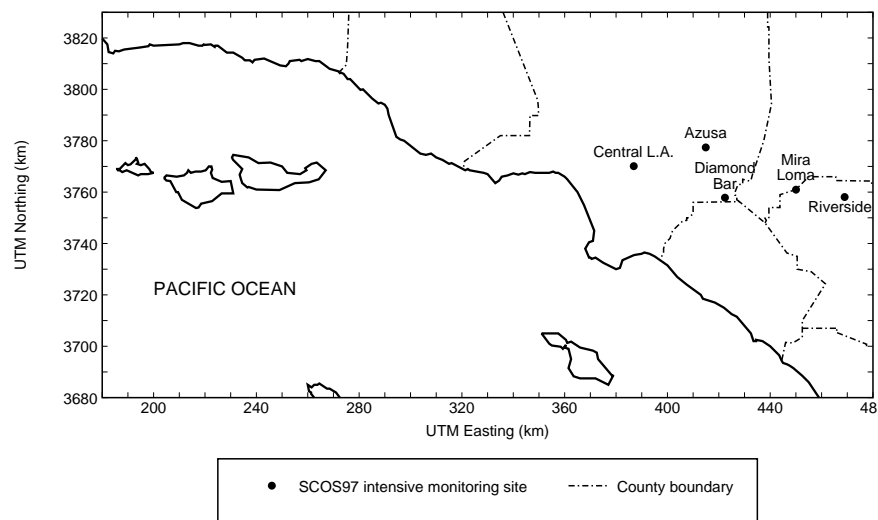 3820
3800
3780
3760
3740
3720
3700
3680
UTM Northing (km)
Azusa
Central L.A.
Diamond
Bar
Mira
Loma
Riverside
PACIFIC OCEAN
200
240
280
320
360
400
440
48
UTM Easting (km)
SCOS97 intensive monitoring site
County boundary